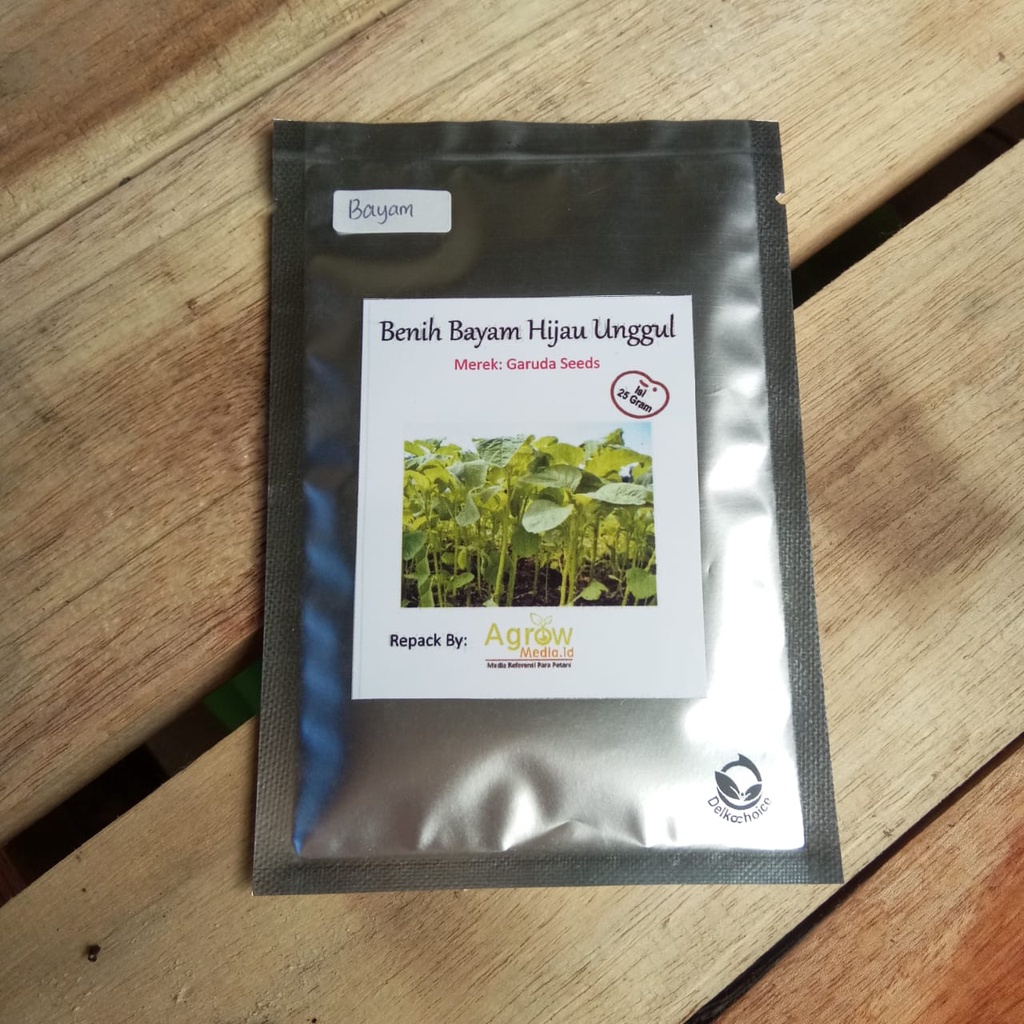 Bayam
Benih Bayam Hijau Unggul
Merek: Garuda Seeds
Isi
25 Gram
Repack By:
Agrow
Media.id
Media Referensi Para Petani
Delkochoice